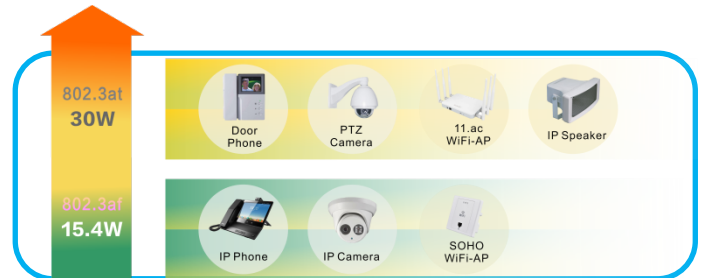 802.3at
30W
Door
Phone
PTZ
Camera
11.ac
WiFi-AP
IP Speaker
802.3af
15.4W
IP Phone
IP Camera
SOHO
WiFi-AP